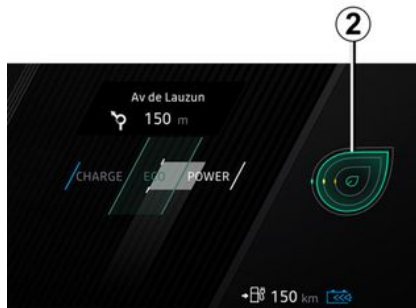 2
Av de Lauzun
150 m
CHARGE ECO POWER
150 km